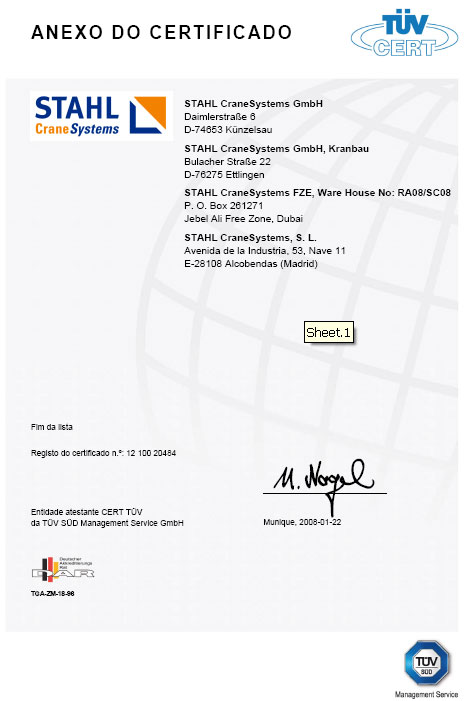 ANEXO DO CERTIFICADO
TÜV
CERT
STAHL
CraneSystems
STAHL CraneSystems GmbH
Daimlerstraße 6
D-74653 Künzelsau
STAHL CraneSystems GmbH, Kranbau
Bulacher Straße 22
D-76275 Ettlingen
STAHL CraneSystems FZE, Ware House No: RA08/SC08
P. O. Box 261271
Jebel Ali Free Zone, Dubai
STAHL CraneSystems, S. L.
Avenida de la Industria, 53, Nave 11
E-28108 Alcobendas (Madrid)
Sheet.1
Fim da lista
Registo do certificado n.º: 12 100 20484
M. Nagel
Entidade atestante CERT TÜV
da TÜV SÜD Management Service GmbH
Munique, 2008-01-22
Deutscher
Akkreditierungs
Rat
DAR
TGA-ZM-18-96
TÜV
SÜD
Management Service